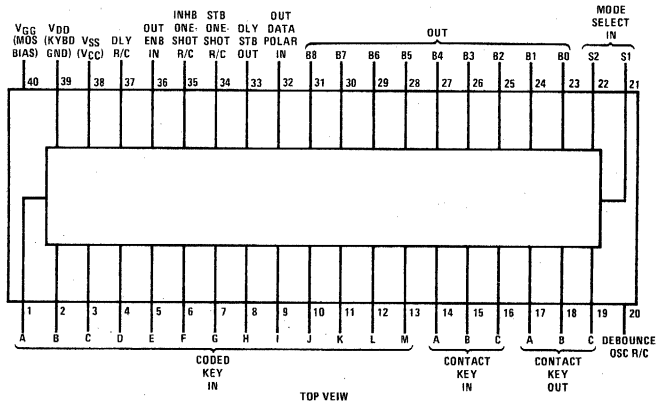 VGG (MOS BIAS)
VDD (KYBD GND)
VSS (VCC)
DLY R/C
OUT ENB IN
INHB ONE- SHOT R/C
STB ONE- SHOT R/C
DLY STB OUT
OUT DATA POLAR IN
OUT
B8 B7 B6 B5 B4 B3 B2 B1 B0
MODE SELECT IN
S2 S1
40 39 38 37 36 35 34 33 32 31 30 29 28 27 26 25 24 23 22 21
1 2 3 4 5 6 7 8 9 10 11 12 13 14 15 16 17 18 19 20
A B C D E F G H I J K L M A B C A B C
DEBOUNCE OSC R/C
CODED KEY IN
CONTACT KEY IN
CONTACT KEY OUT
TOP VEIW